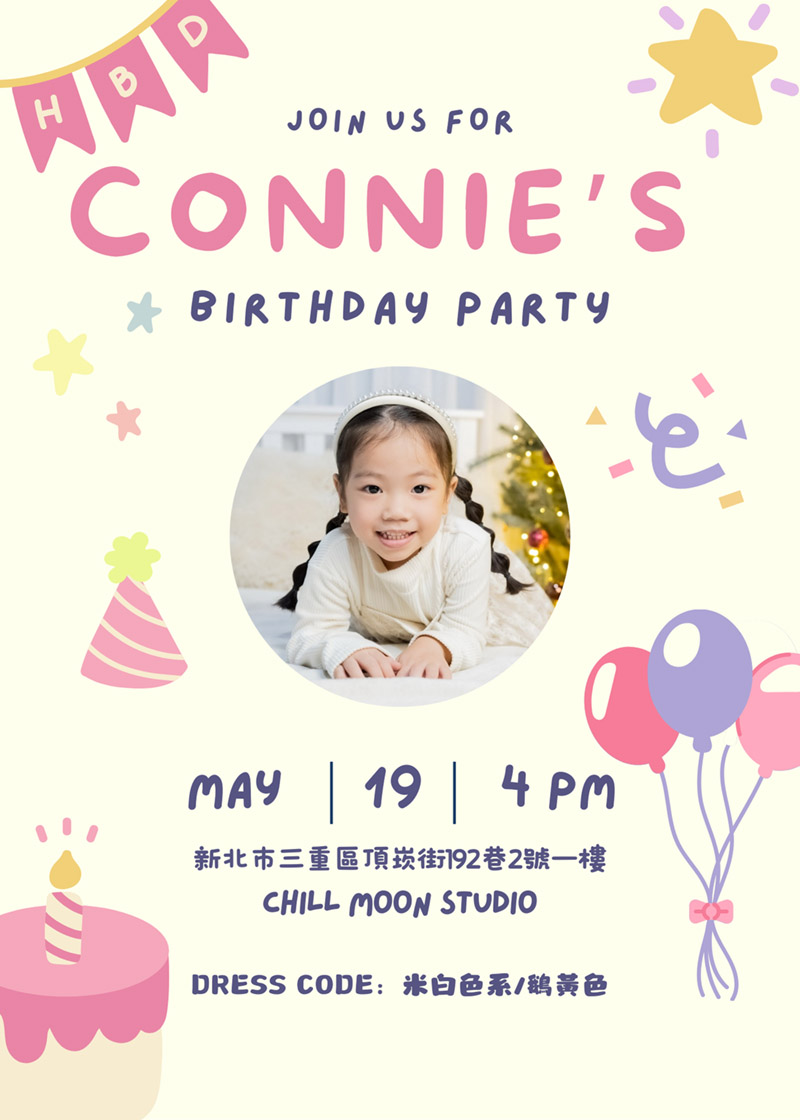 HBD
JOIN US FOR
CONNIE'S
BIRTHDAY PARTY
MAY | 19 | 4 PM
新北市三重區頂崁街192巷2號一樓
CHILL MOON STUDIO
DRESS CODE：米白色系/鵝黃色